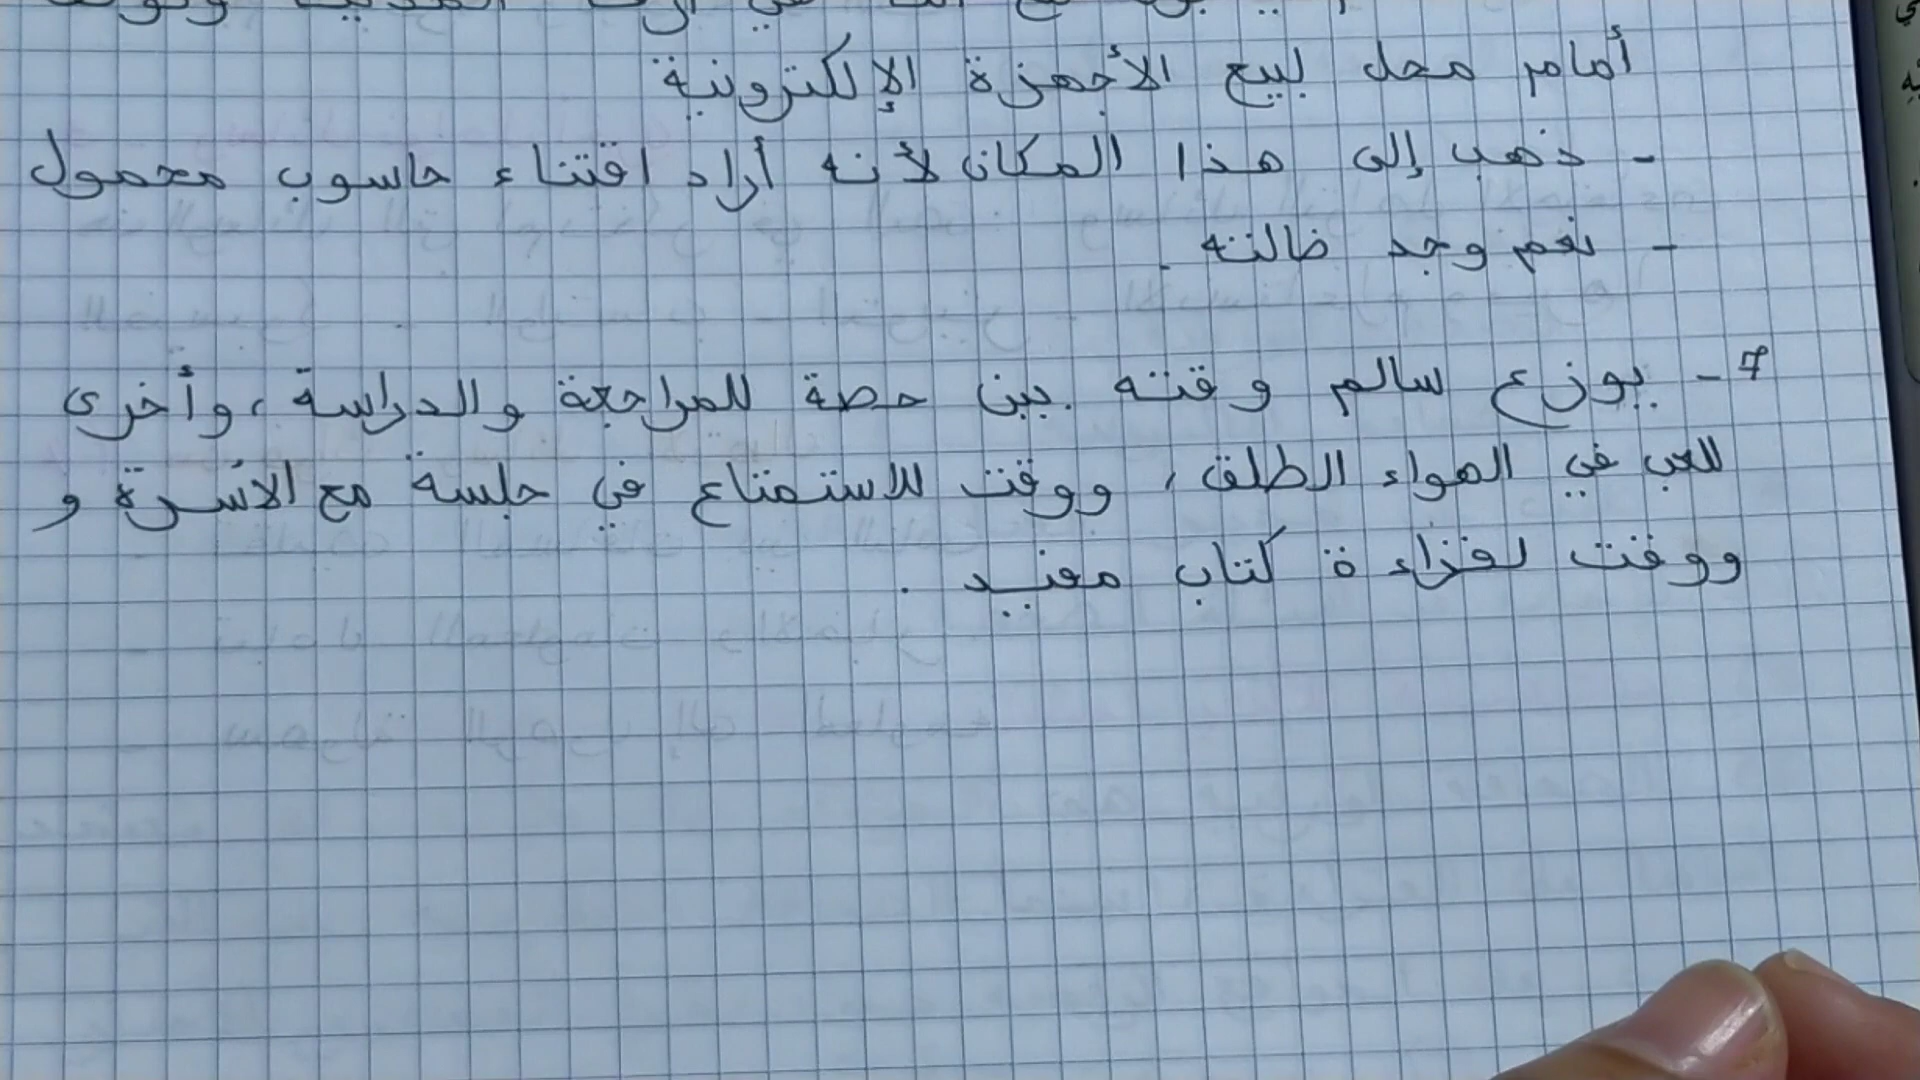 أمام محل لبيع الأجهزة الإلكترونية
- ذهب إلى هذا المكان لأنه أراد اقتناء حاسوب محمول
- نعم وجد ضالته .
7 - يوزع سالم وقته بين حصة للمراجعة والدراسة ، وأخرى
للعب في الهواء الطلق ، ووقت للاستمتاع في جلسة مع الأسرة و
ووقت لقراءة كتاب مفيد .